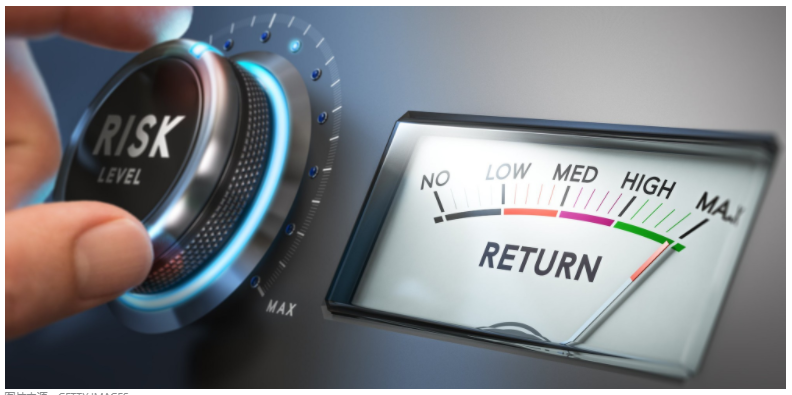 RISK
LEVEL
MAX
NO LOW MED HIGH MAX
RETURN